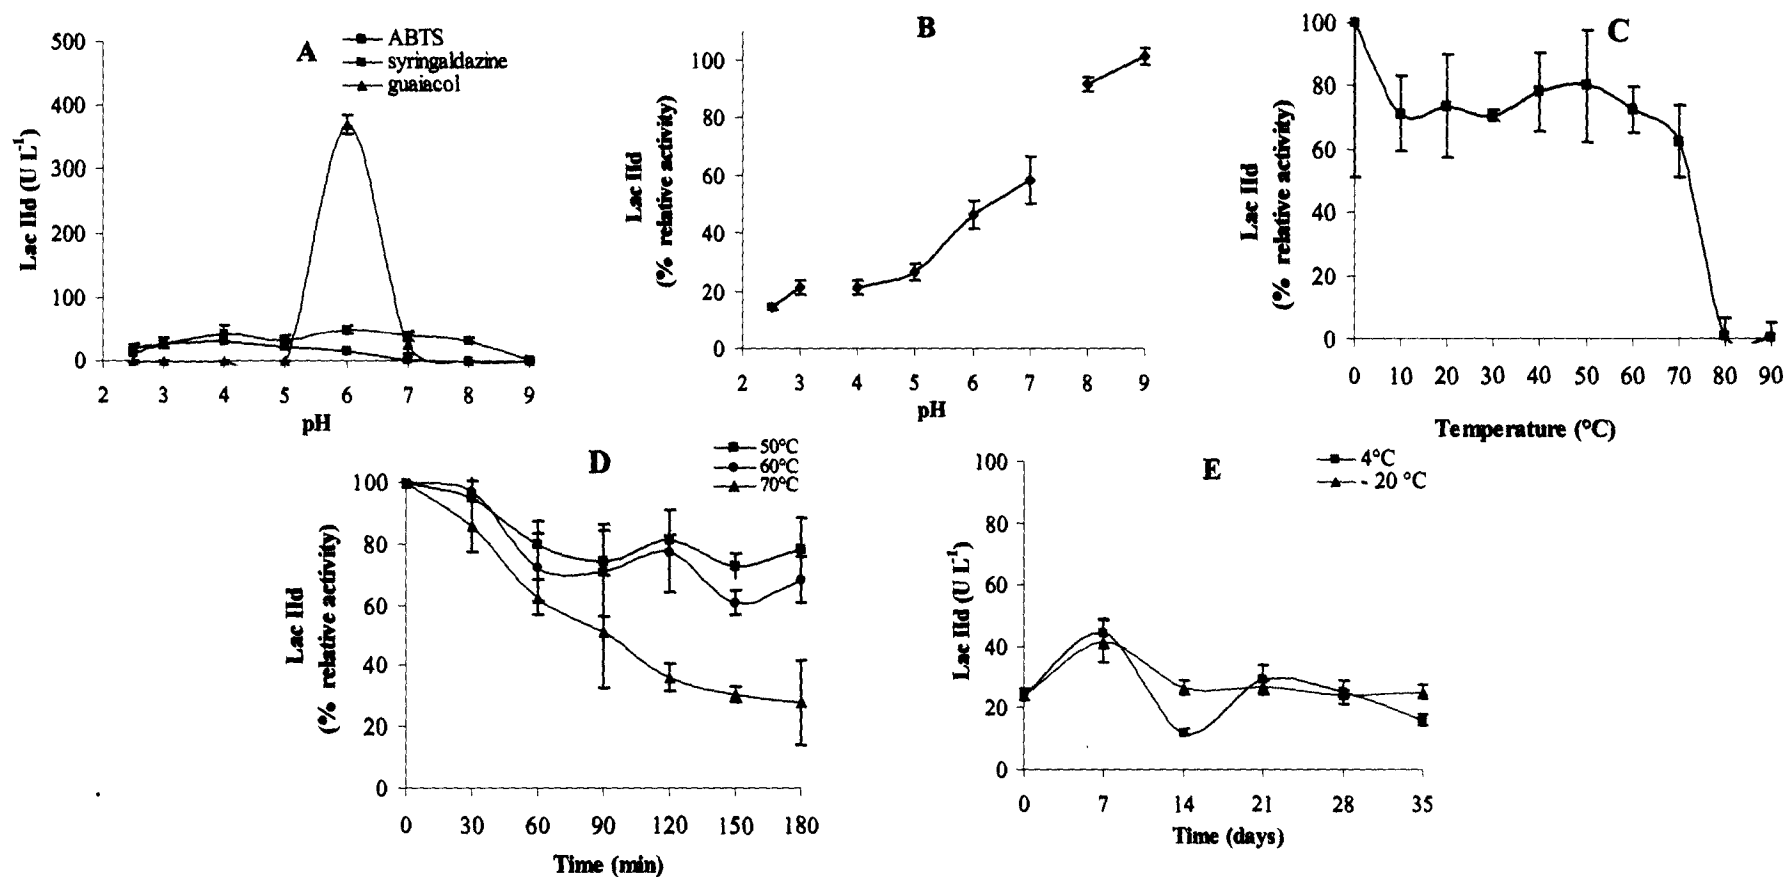 A
ABTS
syringaldazine
guaiacol
500
400
300
200
100
0
Lac IId (U L-1)
2 3 4 5 6 7 8 9
pH
B
100
80
60
40
20
0
Lac IId
(% relative activity)
2 3 4 5 6 7 8 9
pH
C
100
80
60
40
20
0
Lac IId
(% relative activity)
0 10 20 30 40 50 60 70 80 90
Temperature (°C)
D
50°C
60°C
70°C
100
80
60
40
20
0
Lac IId
(% relative activity)
0 30 60 90 120 150 180
Time (min)
E
4°C
- 20 °C
100
80
60
40
20
0
Lac IId (U L-1)
0 7 14 21 28 35
Time (days)